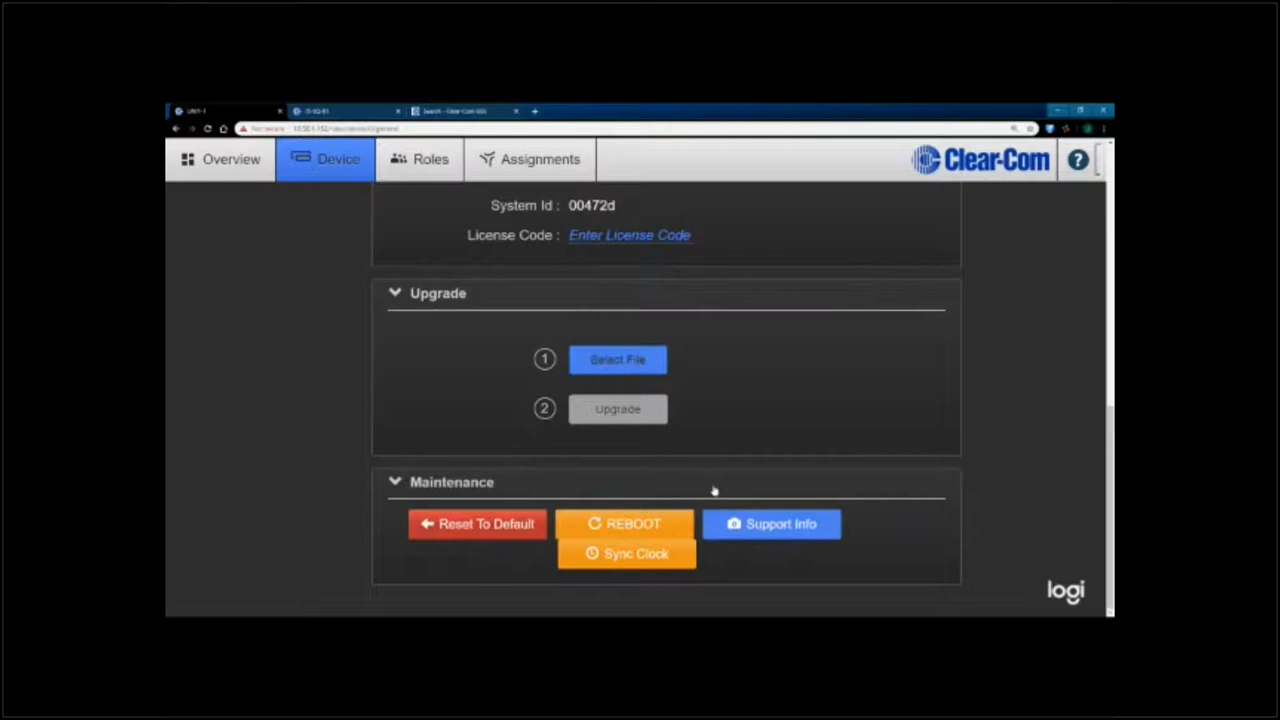 Overview Device Roles Assignments Clear-Com ?
System Id : 00472d
License Code : Enter License Code
Upgrade
1 Select File
2 Upgrade
Maintenance
Reset To Default REBOOT Support Info
Sync Clock
logi